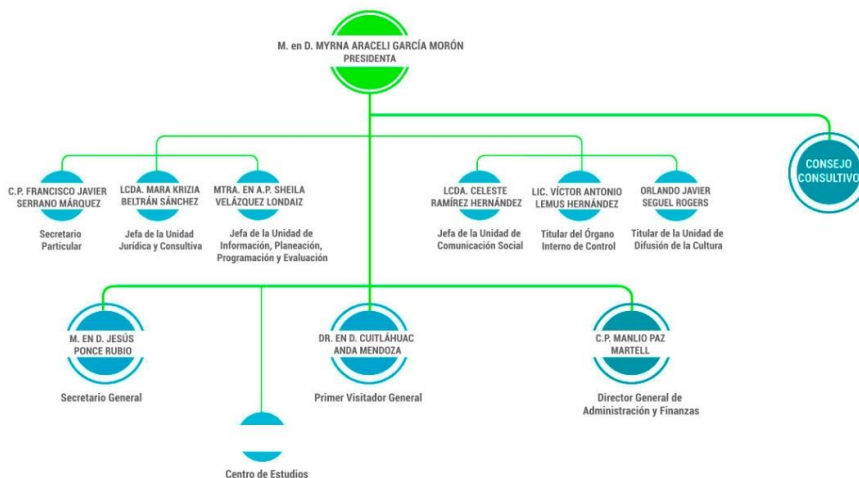 M. en D. MYRNA ARACELI GARCÍA MORÓN
PRESIDENTA
CONSEJO
CONSULTIVO
C.P. FRANCISCO JAVIER
SERRANO MÁRQUEZ
Secretario
Particular
LCDA. MARA KRIZIA
BELTRÁN SÁNCHEZ
Jefa de la Unidad
Jurídica y Consultiva
MTRA. EN A.P. SHEILA
VELÁZQUEZ LONDAIZ
Jefa de la Unidad de
Información, Planeación,
Programación y Evaluación
LCDA. CELESTE
RAMÍREZ HERNÁNDEZ
Jefa de la Unidad de
Comunicación Social
LIC. VÍCTOR ANTONIO
LEMUS HERNÁNDEZ
Titular del Órgano
Interno de Control
ORLANDO JAVIER
SEGUEL ROGERS
Titular de la Unidad de
Difusión de la Cultura
M. EN D. JESÚS
PONCE RUBIO
Secretario General
DR. EN D. CUITLÁHUAC
ANDA MENDOZA
Primer Visitador General
C.P. MANLIO PAZ
MARTELL
Director General de
Administración y Finanzas
Centro de Estudios